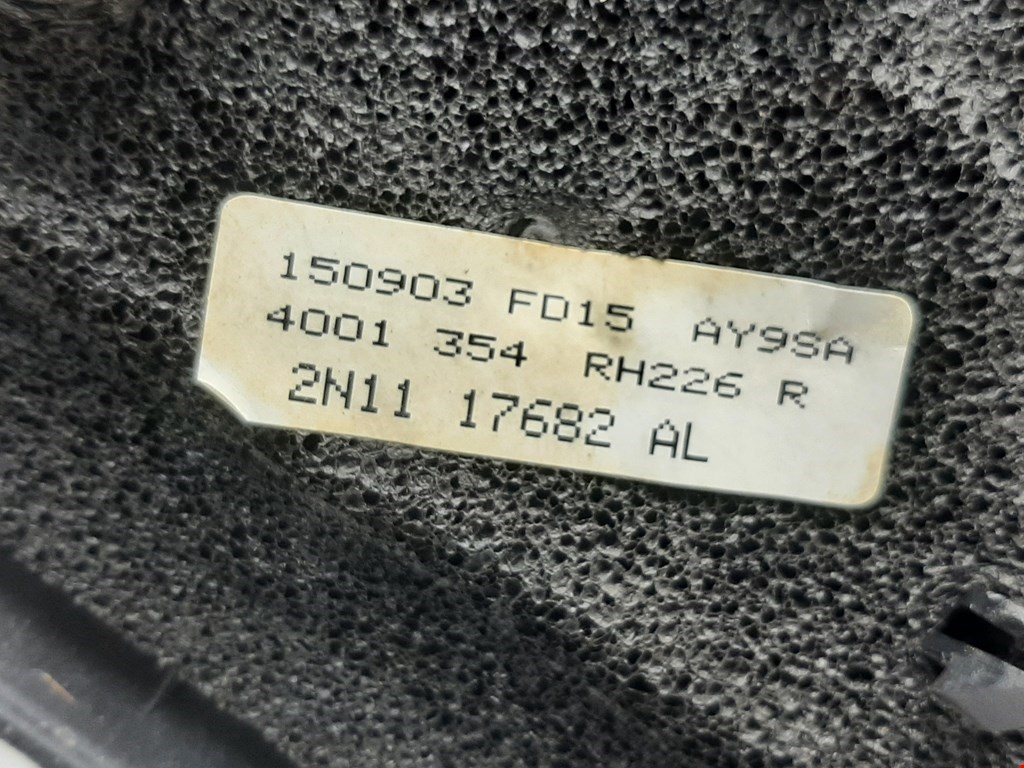 150903 FD15 AY9SA
4001 354 RH226 R
2N11 17682 AL